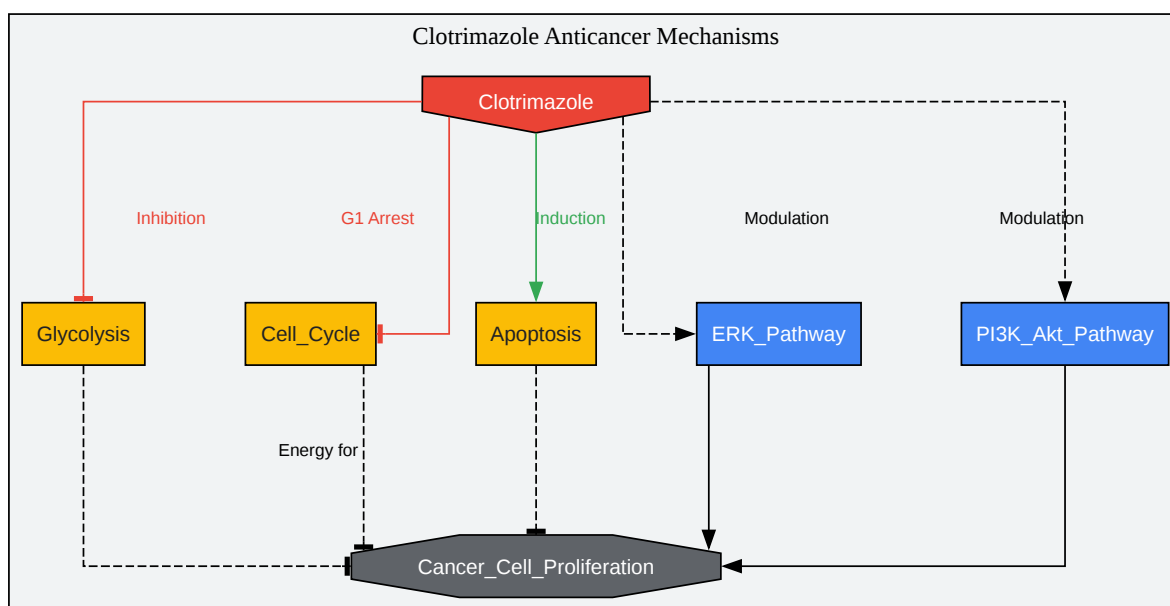 Clotrimazole Anticancer Mechanisms
Clotrimazole
Inhibition
G1 Arrest
Induction
Modulation
Modulation
Glycolysis
Cell_Cycle
Apoptosis
ERK_Pathway
PI3K_Akt_Pathway
Energy for
Cancer_Cell_Proliferation